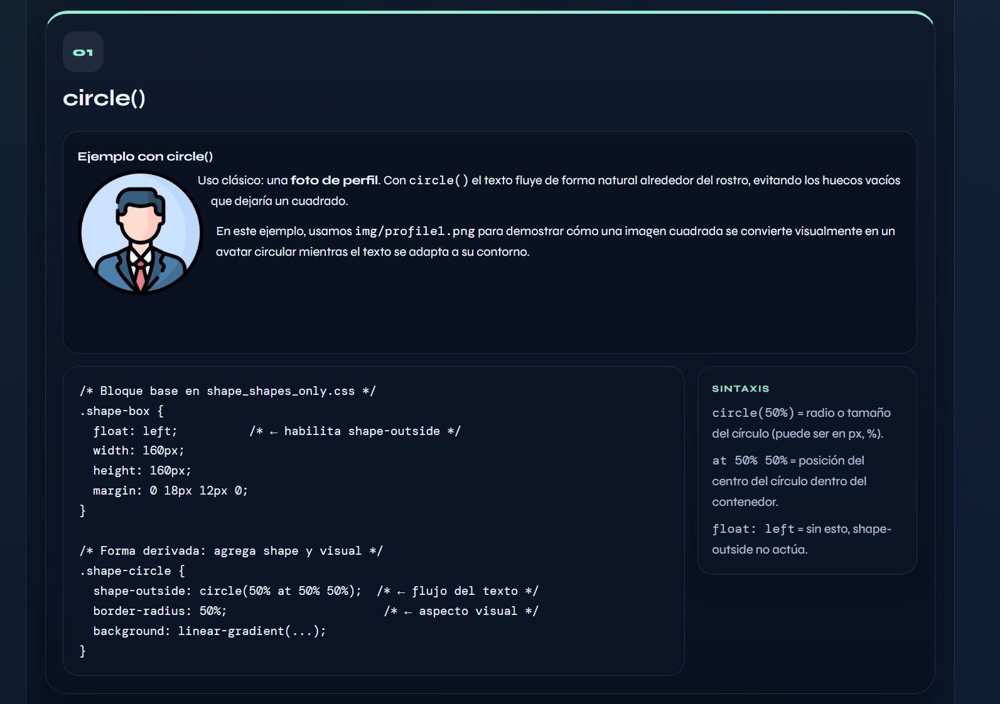 01
circle()
Ejemplo con circle()
Uso clásico: una foto de perfil. Con circle() el texto fluye de forma natural alrededor del rostro, evitando los huecos vacíos
que dejaría un cuadrado.
En este ejemplo, usamos img/profile1.png para demostrar cómo una imagen cuadrada se convierte visualmente en un
avatar circular mientras el texto se adapta a su contorno.
/* Bloque base en shape_shapes_only.css */
.shape-box {
  float: left;          /* ← habilita shape-outside */
  width: 160px;
  height: 160px;
  margin: 0 18px 12px 0;
}
/* Forma derivada: agrega shape y visual */
.shape-circle {
  shape-outside: circle(50% at 50% 50%);  /* ← flujo del texto */
  border-radius: 50%;                      /* ← aspecto visual */
  background: linear-gradient(...);
}
SINTAXIS
circle(50%) = radio o tamaño
del círculo (puede ser en px, %).
at 50% 50% = posición del
centro del círculo dentro del
contenedor.
float: left = sin esto, shape-
outside no actúa.